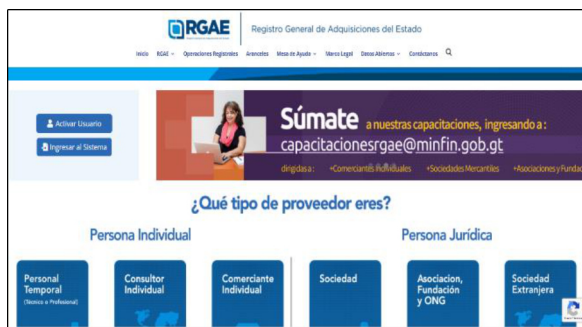 RGAE
Registro General de Adquisiciones del Estado
Inicio RGAE Operaciones Registrales Aranceles Mesa de Ayuda Marco Legal Datos Abiertos Contáctanos
Activar Usuario
Ingresar al Sistema
Súmate a nuestras capacitaciones, ingresando a:
capacitacionesrgae@minfin.gob.gt
dirigidas a: +Comerciantes Individuales +Sociedades Mercantiles +Asociaciones y Fundac
¿Qué tipo de proveedor eres?
Persona Individual
Persona Jurídica
Personal
Temporal
(Técnico o Profesional)
Consultor
Individual
Comerciante
Individual
Sociedad
Asociacion,
Fundación
y ONG
Sociedad
Extranjera